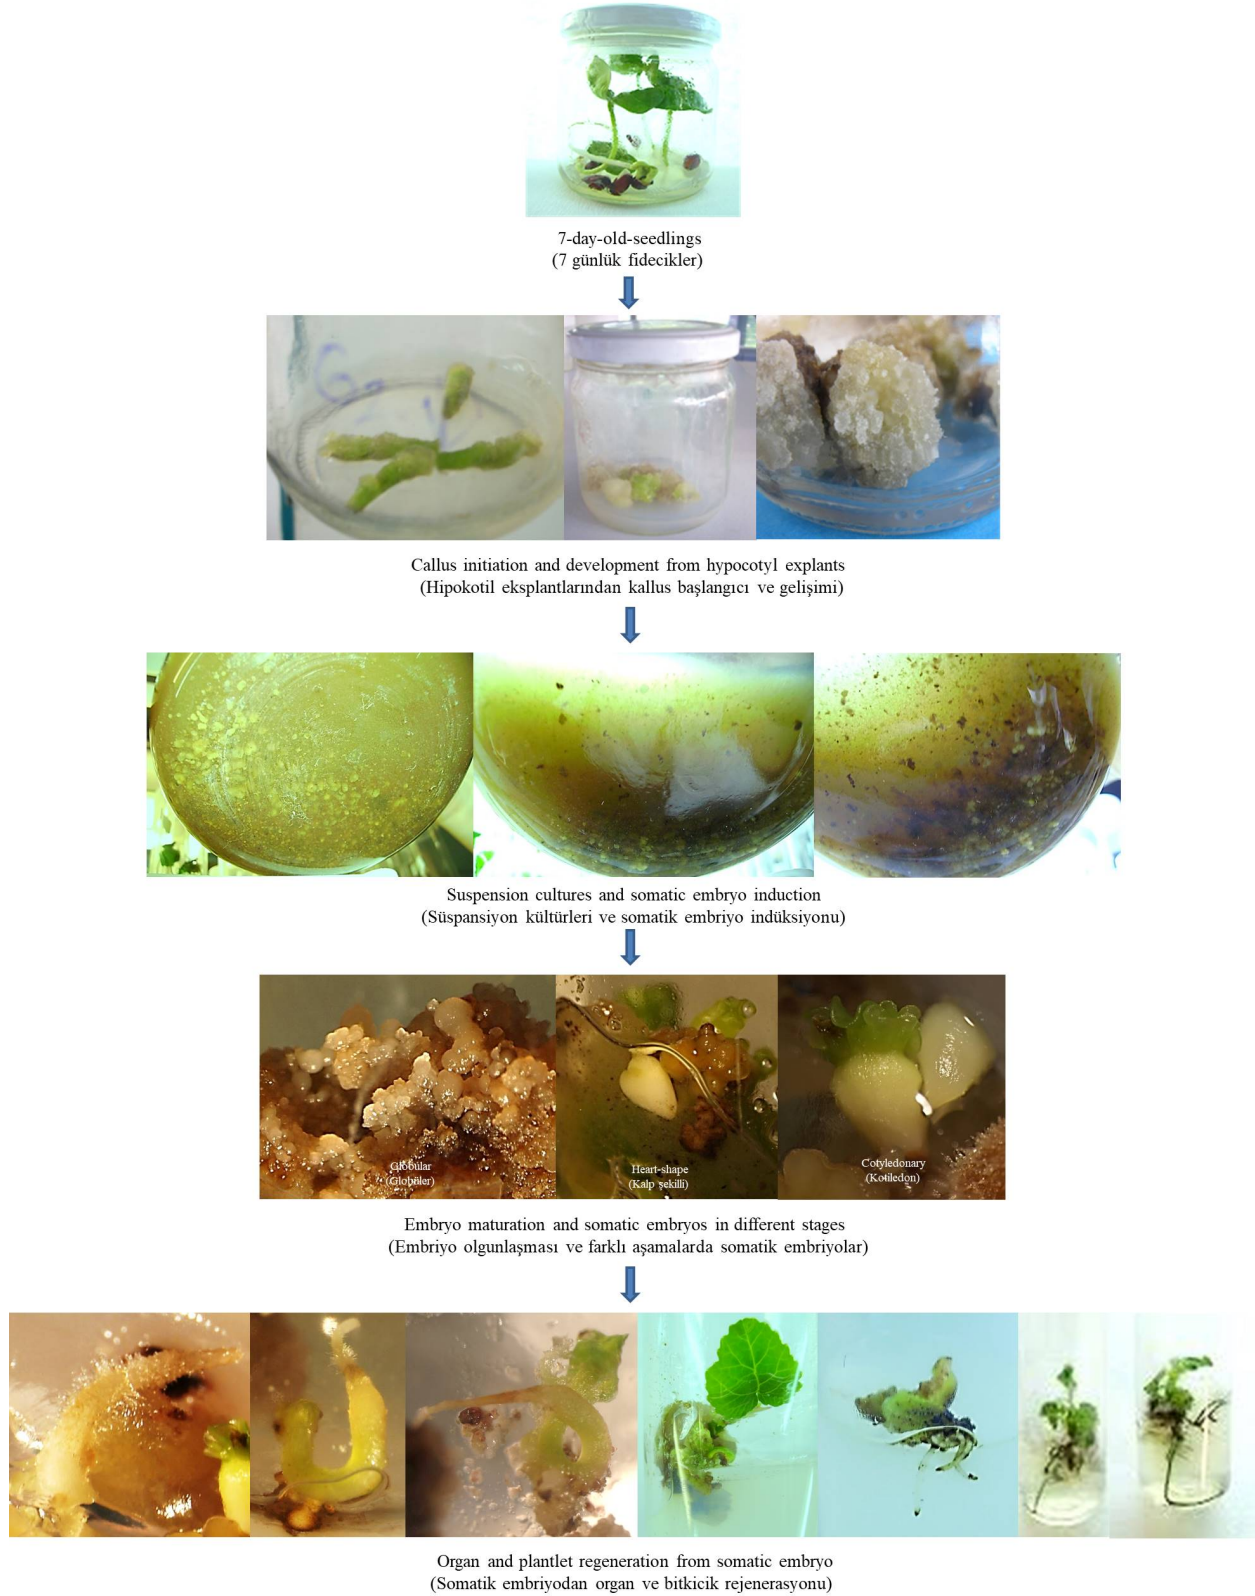 7-day-old-seedlings
(7 günlük fidecikler)
Callus initiation and development from hypocotyl explants
(Hipokotil eksplantlarından kallus başlangıcı ve gelişimi)
Suspension cultures and somatic embryo induction
(Süspansiyon kültürleri ve somatik embriyo indüksiyonu)
Globular
(Globüler)
Heart-shape
(Kalp şekilli)
Cotyledonary
(Kotiledon)
Embryo maturation and somatic embryos in different stages
(Embriyo olgunlaşması ve farklı aşamalarda somatik embriyolar)
Organ and plantlet regeneration from somatic embryo
(Somatik embriyodan organ ve bitkicik rejenerasyonu)